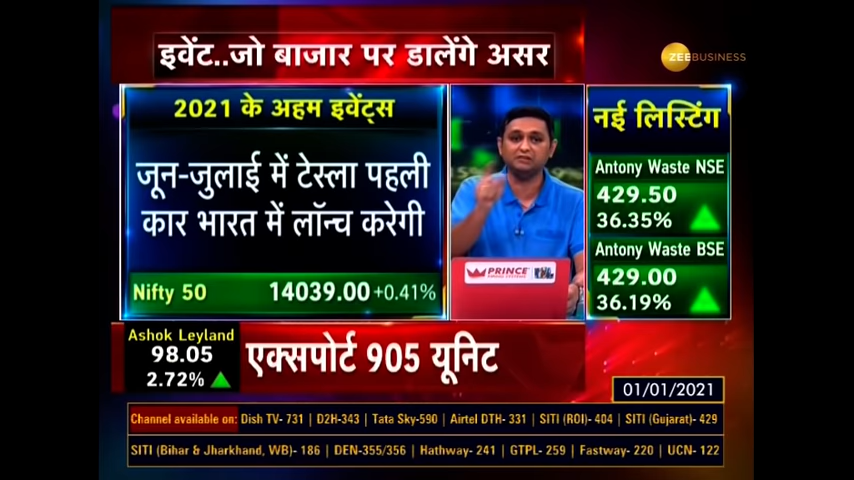 इवेंट..जो बाजार पर डालेंगे असर
ZEE BUSINESS
2021 के अहम इवेंट्स
जून-जुलाई में टेस्ला पहली
कार भारत में लॉन्च करेगी
Nifty 50 14039.00 +0.41%
PRINCE
नई लिस्टिंग
Antony Waste NSE
429.50
36.35%
Antony Waste BSE
429.00
36.19%
Ashok Leyland
98.05
2.72%
एक्सपोर्ट 905 यूनिट
01/01/2021
Channel available on: Dish TV- 731 | D2H-343 | Tata Sky-590 | Airtel DTH- 331 | SITI (ROI)- 404 | SITI (Gujarat)- 429
SITI (Bihar & Jharkhand, WB)- 186 | DEN-355/356 | Hathway- 241 | GTPL- 259 | Fastway- 220 | UCN- 122